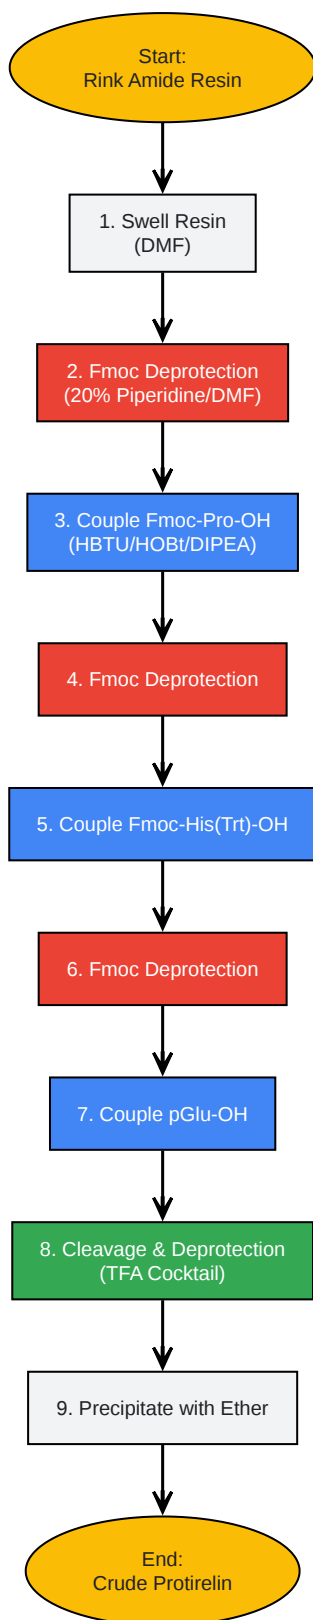 Start:
Rink Amide Resin
1. Swell Resin
(DMF)
2. Fmoc Deprotection
(20% Piperidine/DMF)
3. Couple Fmoc-Pro-OH
(HBTU/HOBt/DIPEA)
4. Fmoc Deprotection
5. Couple Fmoc-His(Trt)-OH
6. Fmoc Deprotection
7. Couple pGlu-OH
8. Cleavage & Deprotection
(TFA Cocktail)
9. Precipitate with Ether
End:
Crude Protirelin